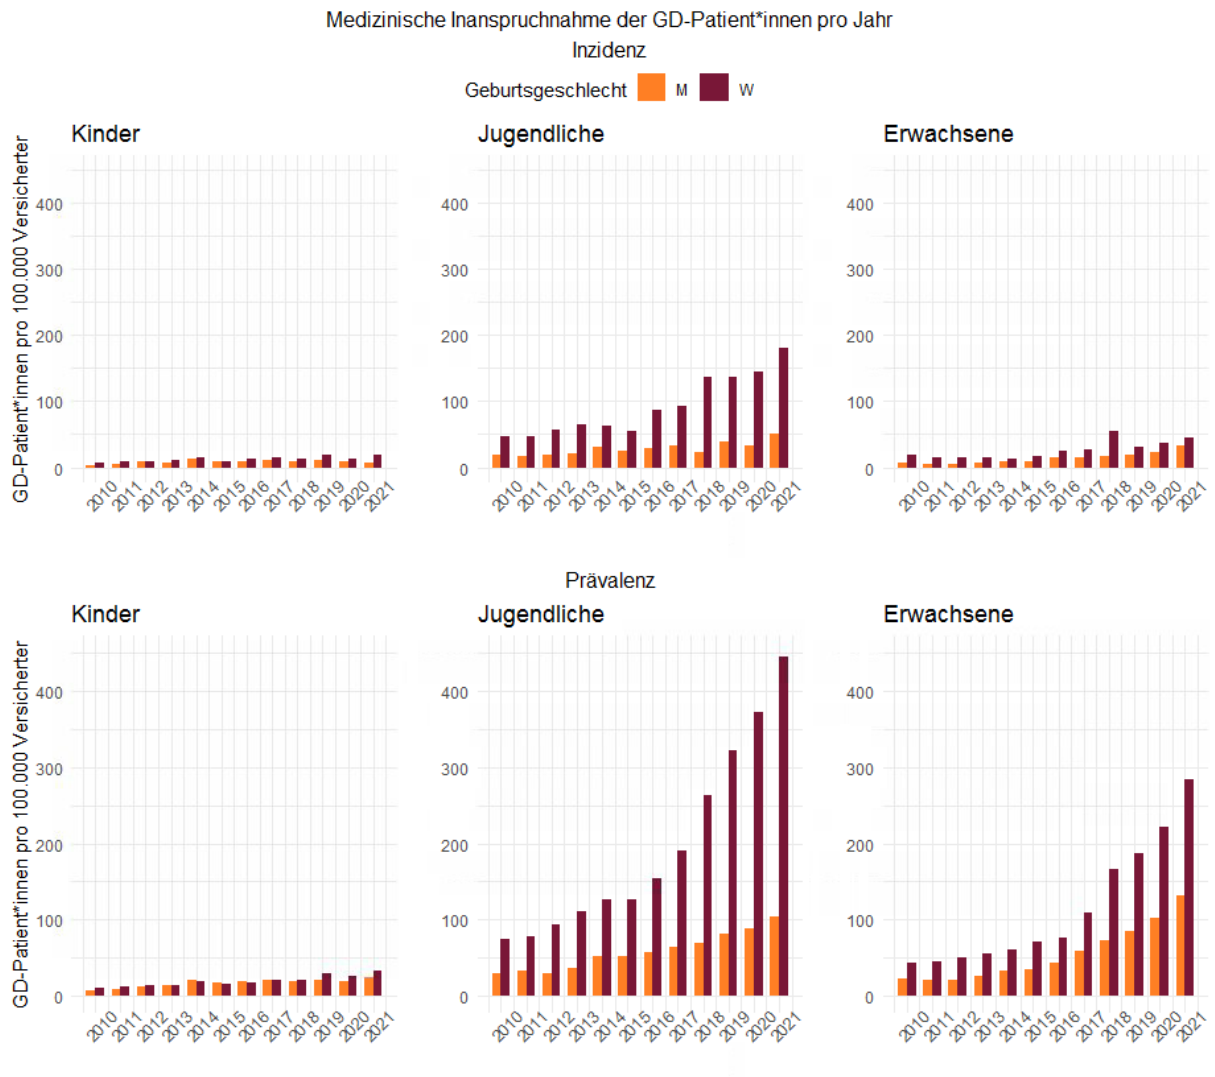 Medizinische Inanspruchnahme der GD-Patient*innen pro Jahr
Inzidenz
Geburtsgeschlecht M W
Kinder
Jugendliche
Erwachsene
GD-Patient*innen pro 100.000 Versicherter
400
300
200
100
0
2010 2011 2012 2013 2014 2015 2016 2017 2018 2019 2020 2021
400
300
200
100
0
2010 2011 2012 2013 2014 2015 2016 2017 2018 2019 2020 2021
400
300
200
100
0
2010 2011 2012 2013 2014 2015 2016 2017 2018 2019 2020 2021
Prävalenz
Kinder
Jugendliche
Erwachsene
GD-Patient*innen pro 100.000 Versicherter
400
300
200
100
0
2010 2011 2012 2013 2014 2015 2016 2017 2018 2019 2020 2021
400
300
200
100
0
2010 2011 2012 2013 2014 2015 2016 2017 2018 2019 2020 2021
400
300
200
100
0
2010 2011 2012 2013 2014 2015 2016 2017 2018 2019 2020 2021